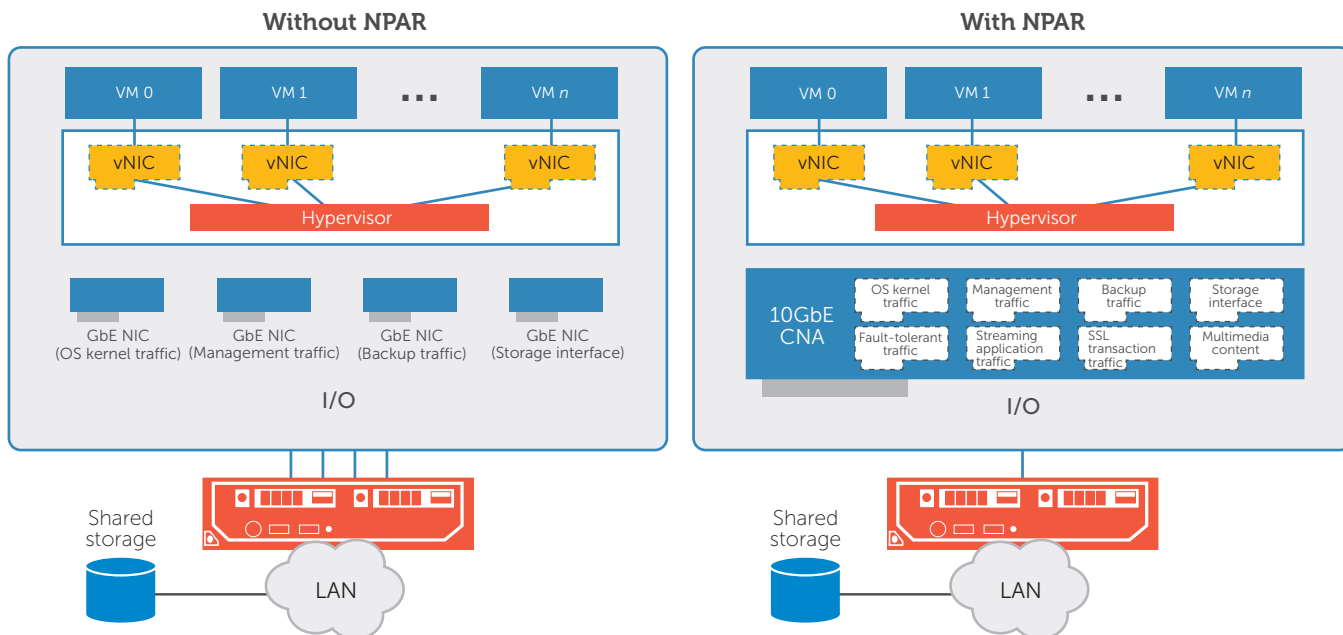 Without NPAR
VM 0
VM 1
...
VM n
vNIC
vNIC
vNIC
Hypervisor
GbE NIC
(OS kernel traffic)
GbE NIC
(Management traffic)
GbE NIC
(Backup traffic)
GbE NIC
(Storage interface)
I/O
Shared
storage
LAN
With NPAR
VM 0
VM 1
...
VM n
vNIC
vNIC
vNIC
Hypervisor
10GbE
CNA
OS kernel
traffic
Management
traffic
Backup
traffic
Storage
interface
Fault-tolerant
traffic
Streaming
application
traffic
SSL
transaction
traffic
Multimedia
content
I/O
Shared
storage
LAN